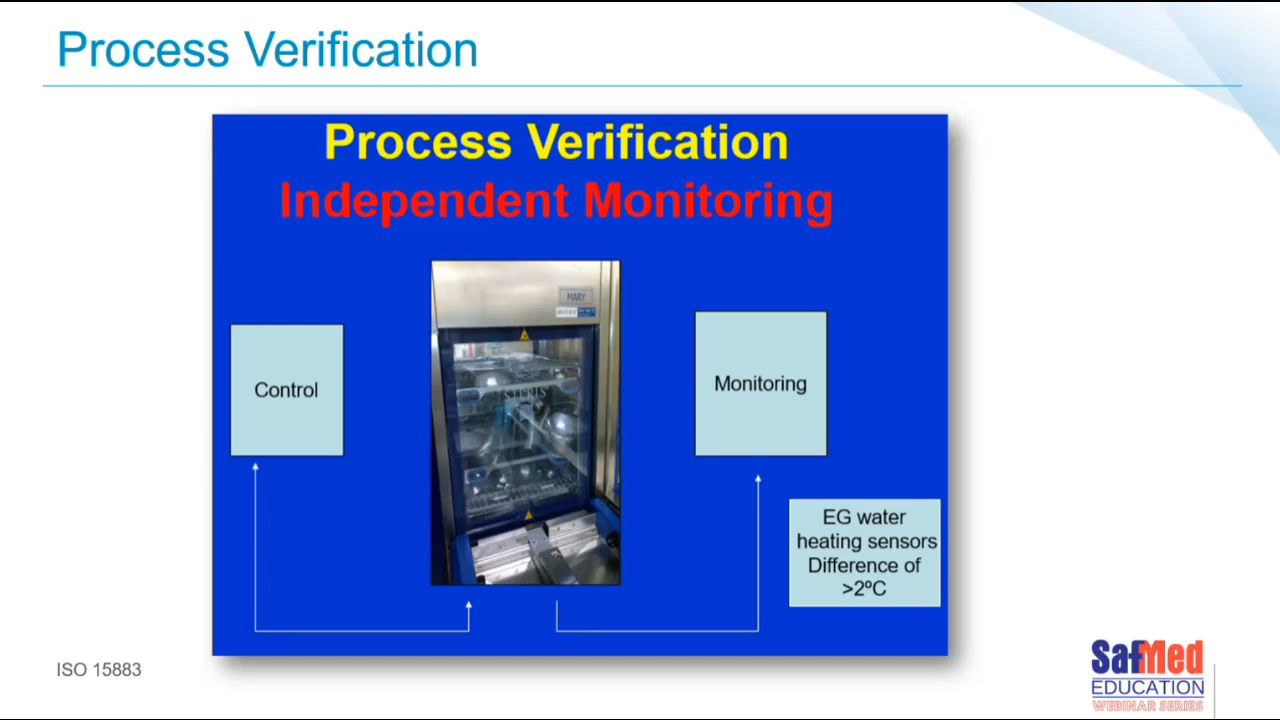 Process Verification
Process Verification
Independent Monitoring
MARY
STERIS
Control
Monitoring
EG water
heating sensors
Difference of
>2ºC
ISO 15883
SafMed
EDUCATION
WEBINAR SERIES